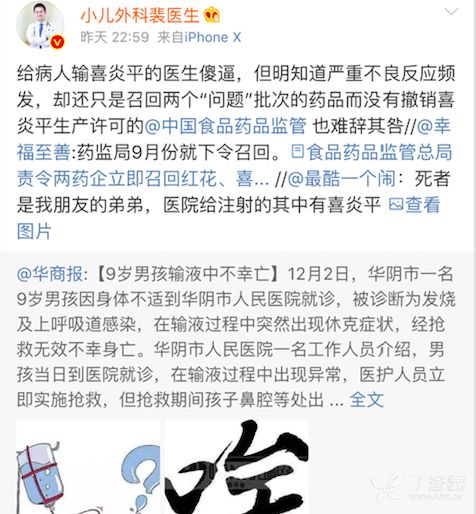 小儿外科裴医生
昨天 22:59 来自iPhone X
给病人输喜炎平的医生傻逼，但明知道严重不良反应频
发，却还只是召回两个“问题”批次的药品而没有撤销喜
炎平生产许可的@中国食品药品监管 也难辞其咎//@幸
福至善:药监局9月份就下令召回。食品药品监管总局
责令两药企立即召回红花、喜... //@最酷一个闹：死者
是我朋友的弟弟，医院给注射的其中有喜炎平 查看
图片
@华商报:【9岁男孩输液中不幸亡】12月2日，华阴市一名
9岁男孩因身体不适到华阴市人民医院就诊，被诊断为发烧
及上呼吸道感染，在输液过程中突然出现休克症状，经抢
救无效不幸身亡。华阴市人民医院一名工作人员介绍，男
孩当日到医院就诊，在输液过程中出现异常，医护人员立
即实施抢救，但抢救期间孩子鼻腔等处出 ... 全文
丁香园